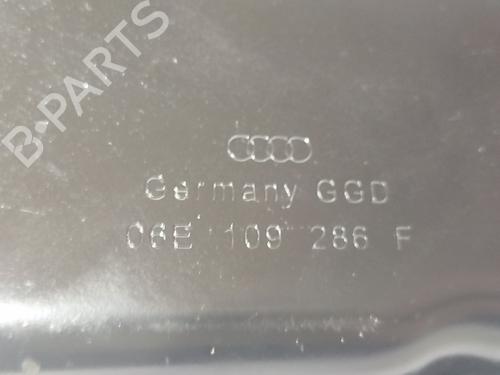 B-PARTS
Germany GGD
06E 109 286 F